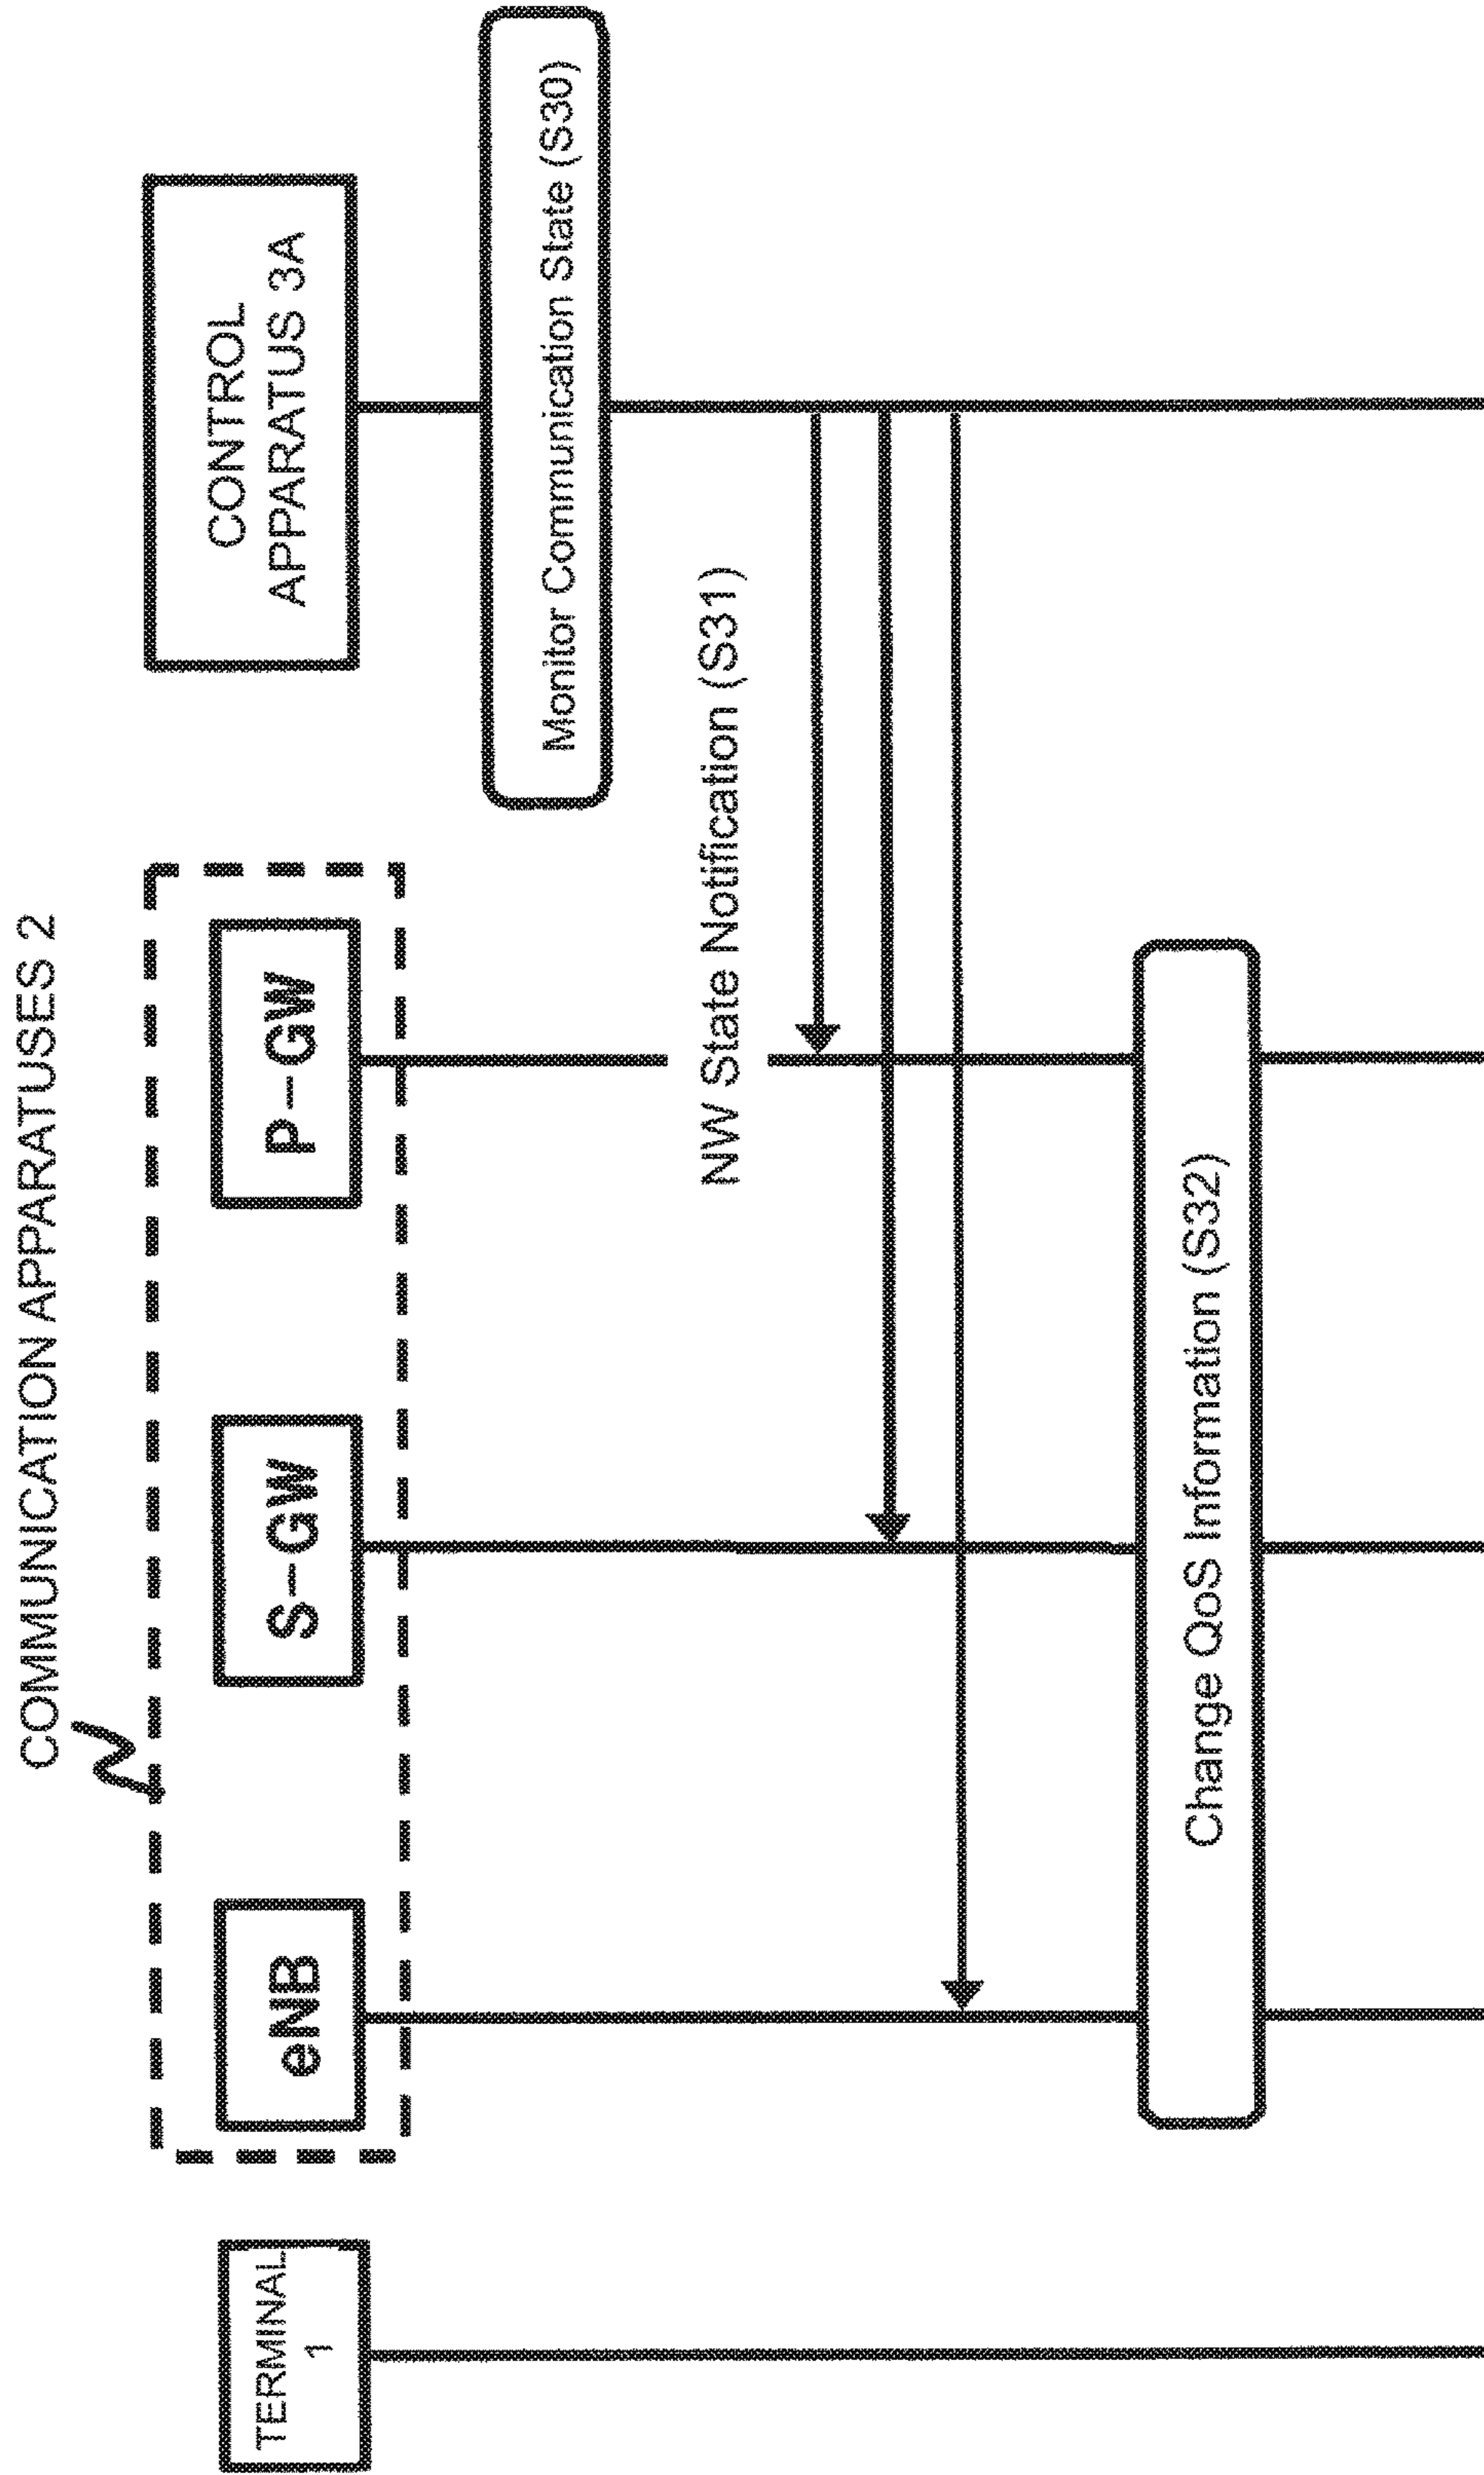 COMMUNICATION APPARATUSES 2
TERMINAL
1
eNB
S-GW
P-GW
CONTROL
APPARATUS 3A
Monitor Communication State (S30)
NW State Notification (S31)
Change QoS Information (S32)